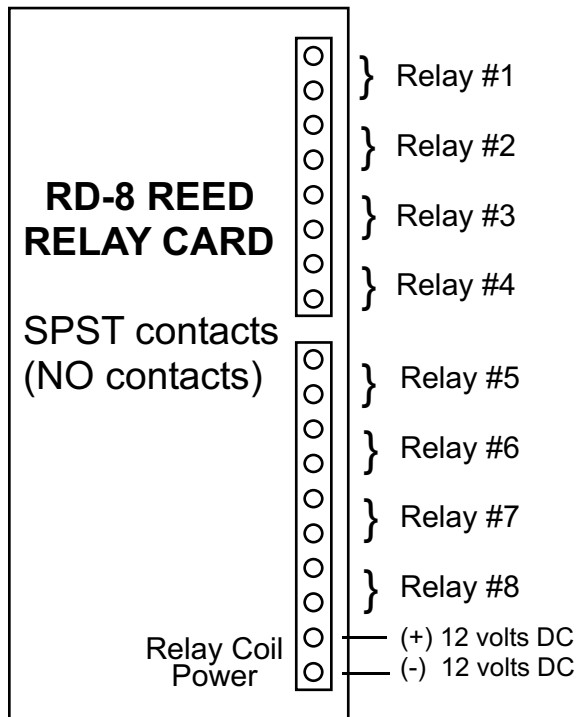 RD-8 REED
RELAY CARD
SPST contacts
(NO contacts)
} Relay #1
} Relay #2
} Relay #3
} Relay #4
} Relay #5
} Relay #6
} Relay #7
} Relay #8
Relay Coil
Power
(+) 12 volts DC
(-) 12 volts DC